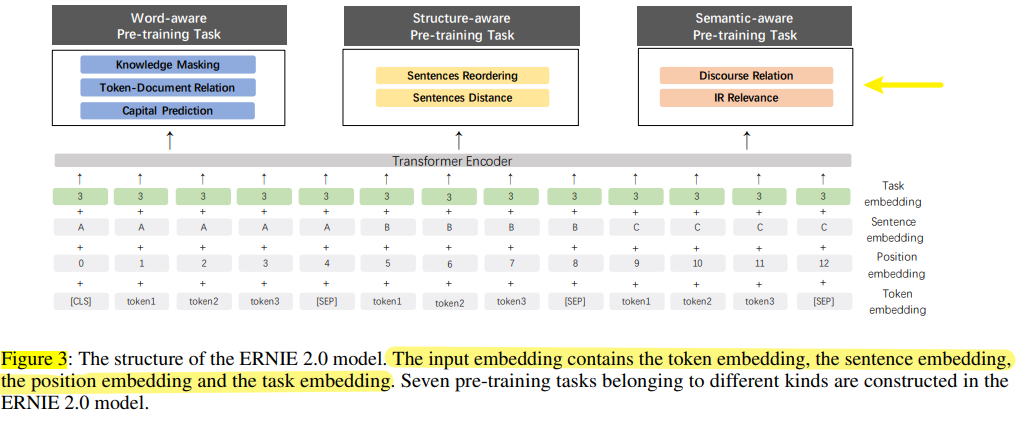 Word-aware
Pre-training Task
Structure-aware
Pre-training Task
Semantic-aware
Pre-training Task
Knowledge Masking
Token-Document Relation
Capital Prediction
Sentences Reordering
Sentences Distance
Discourse Relation
IR Relevance
Transformer Encoder
3 3 3 3 3 3 3 3 3 3 3 3 3
Task
embedding
+ + + + + + + + + + + + +
A A A A A B B B B C C C C
Sentence
embedding
+ + + + + + + + + + + + +
0 1 2 3 4 5 6 7 8 9 10 11 12
Position
embedding
+ + + + + + + + + + + + +
[CLS] token1 token2 token3 [SEP] token1 token2 token3 [SEP] token1 token2 token3 [SEP]
Token
embedding
Figure 3: The structure of the ERNIE 2.0 model. The input embedding contains the token embedding, the sentence embedding,
the position embedding and the task embedding. Seven pre-training tasks belonging to different kinds are constructed in the
ERNIE 2.0 model.